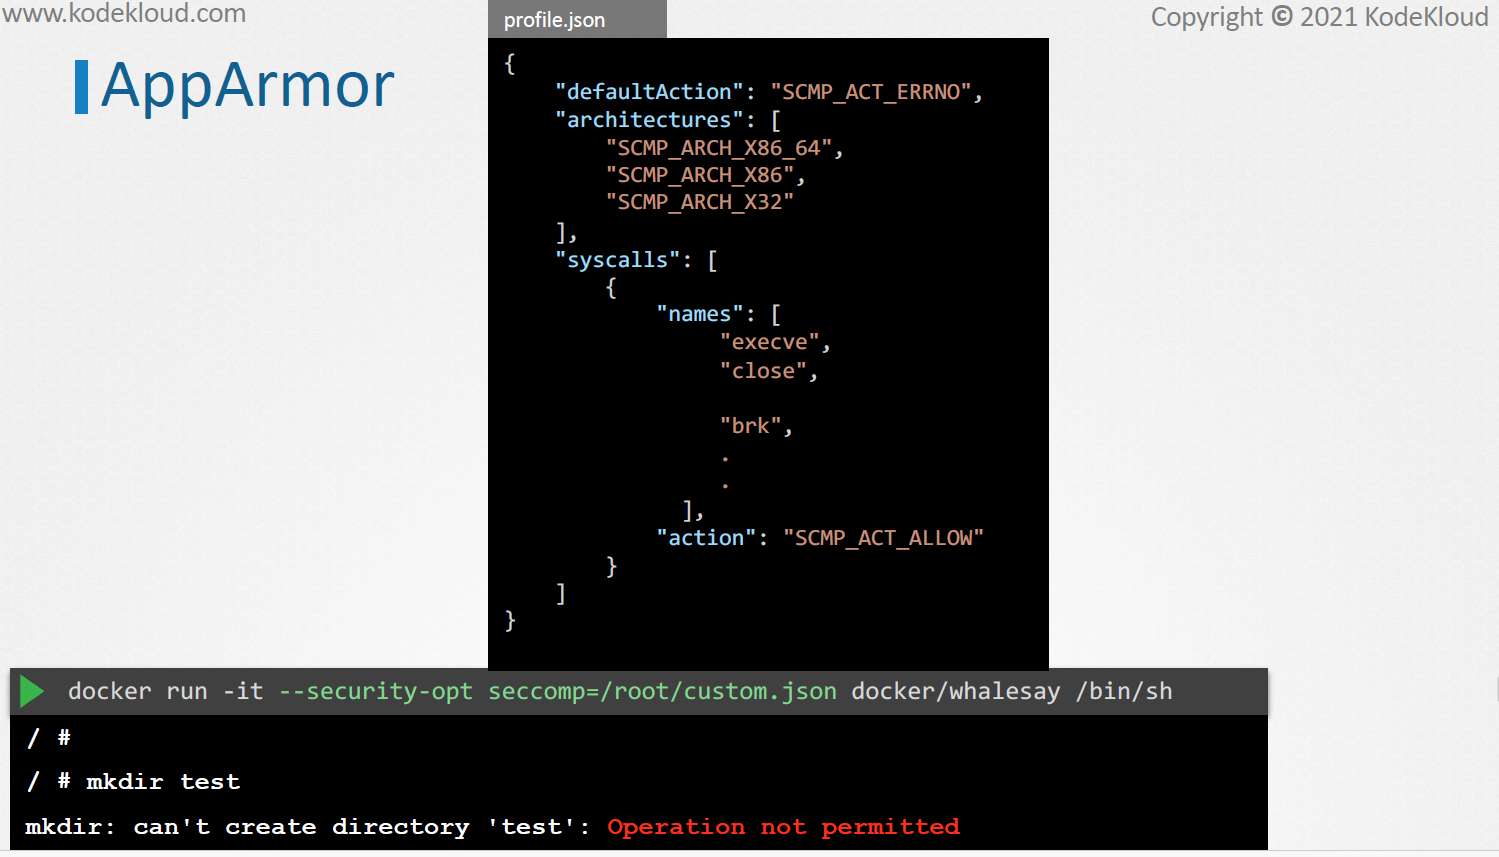 www.kodekloud.com
profile.json
Copyright © 2021 KodeKloud
AppArmor
{
"defaultAction": "SCMP_ACT_ERRNO",
"architectures": [
"SCMP_ARCH_X86_64",
"SCMP_ARCH_X86",
"SCMP_ARCH_X32"
],
"syscalls": [
{
"names": [
"execve",
"close",
"brk",
.
.
],
"action": "SCMP_ACT_ALLOW"
}
]
}
docker run -it --security-opt seccomp=/root/custom.json docker/whalesay /bin/sh
/ #
/ # mkdir test
mkdir: can't create directory 'test': Operation not permitted